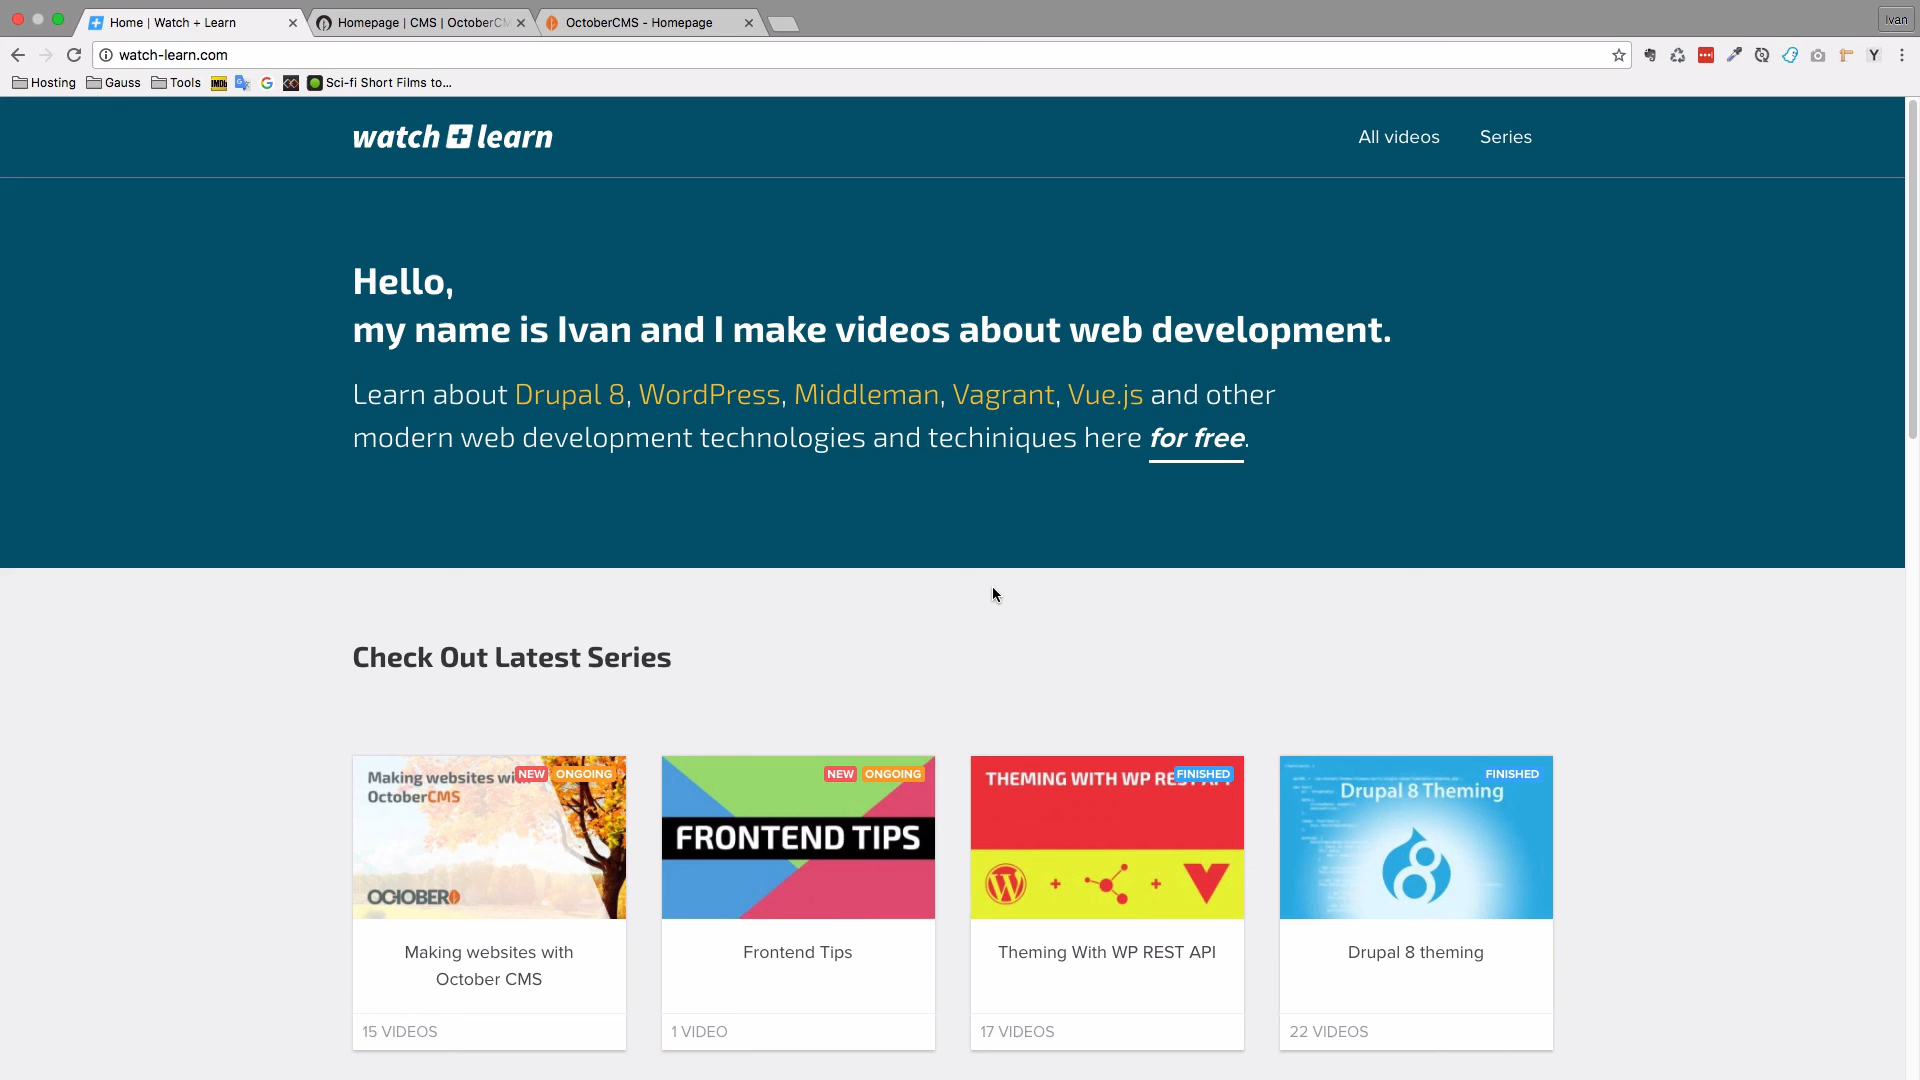 Home | Watch + Learn
Homepage | CMS | OctoberCM
OctoberCMS - Homepage
Ivan
watch-learn.com
Hosting
Gauss
Tools
IMDb
Sci-fi Short Films to...
watch learn
All videos
Series
Hello,
my name is Ivan and I make videos about web development.
Learn about Drupal 8, WordPress, Middleman, Vagrant, Vue.js and other
modern web development technologies and techiniques here for free.
Check Out Latest Series
Making websites wi
OctoberCMS
NEW
ONGOING
OCTOBER
Making websites with
October CMS
15 VIDEOS
NEW
ONGOING
FRONTEND TIPS
Frontend Tips
1 VIDEO
THEMING WITH WP REST API
FINISHED
Theming With WP REST API
17 VIDEOS
FINISHED
Drupal 8 Theming
Drupal 8 theming
22 VIDEOS